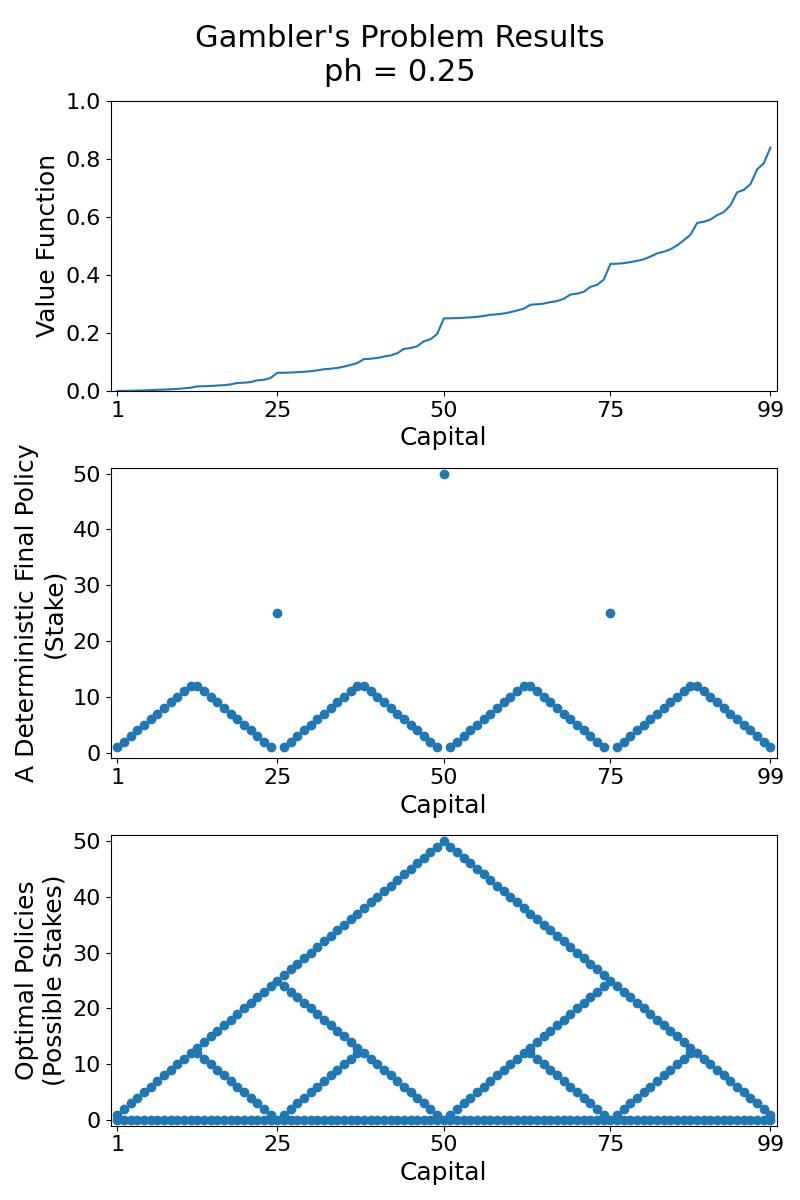 Gambler's Problem Results
ph = 0.25
1.0
0.8
0.6
0.4
0.2
0.0
Value Function
1 25 50 75 99
Capital
50
40
30
20
10
0
A Deterministic Final Policy
(Stake)
1 25 50 75 99
Capital
50
40
30
20
10
0
Optimal Policies
(Possible Stakes)
1 25 50 75 99
Capital